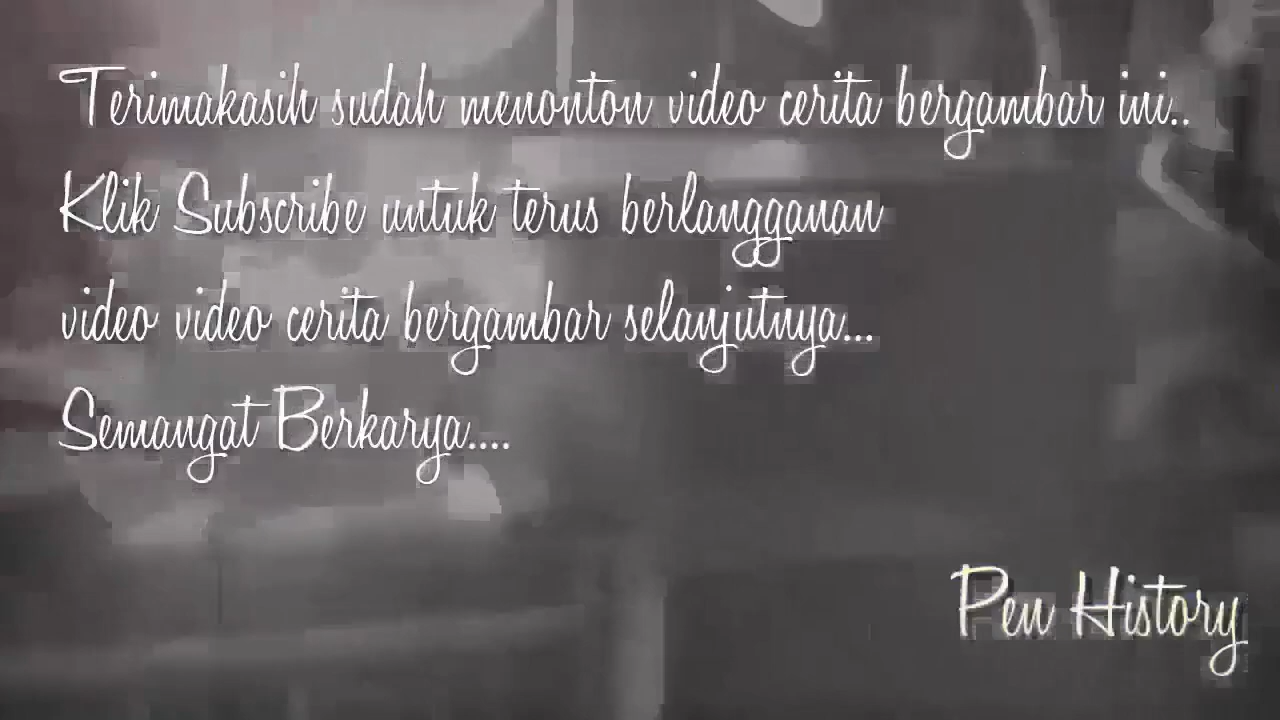 Terimakasih sudah menonton video cerita bergambar ini..
Klik Subscribe untuk terus berlangganan
video video cerita bergambar selanjutnya...
Semangat Berkarya....
Pen History